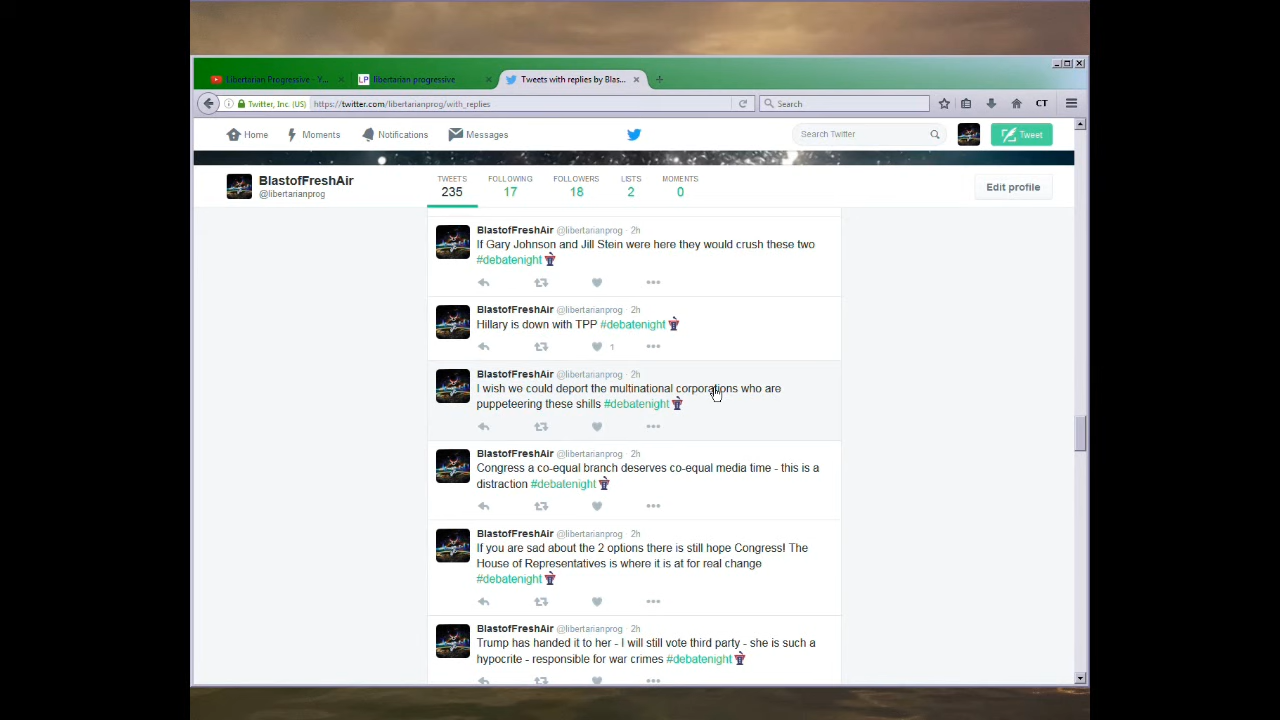 Libertarian Progressive - Y...
LP libertarian progressive
Tweets with replies by Blas...
Twitter, Inc. (US)
https://twitter.com/libertarianprog/with_replies
Search
CT
Home
Moments
Notifications
Messages
Search Twitter
Tweet
BlastofFreshAir
@libertarianprog
TWEETS
235
FOLLOWING
17
FOLLOWERS
18
LISTS
2
MOMENTS
0
Edit profile
BlastofFreshAir @libertarianprog · 2h
If Gary Johnson and Jill Stein were here they would crush these two
#debatenight
BlastofFreshAir @libertarianprog · 2h
Hillary is down with TPP #debatenight
1
BlastofFreshAir @libertarianprog · 2h
I wish we could deport the multinational corporations who are
puppeteering these shills #debatenight
BlastofFreshAir @libertarianprog · 2h
Congress a co-equal branch deserves co-equal media time - this is a
distraction #debatenight
BlastofFreshAir @libertarianprog · 2h
If you are sad about the 2 options there is still hope Congress! The
House of Representatives is where it is at for real change
#debatenight
BlastofFreshAir @libertarianprog · 2h
Trump has handed it to her - I will still vote third party - she is such a
hypocrite - responsible for war crimes #debatenight